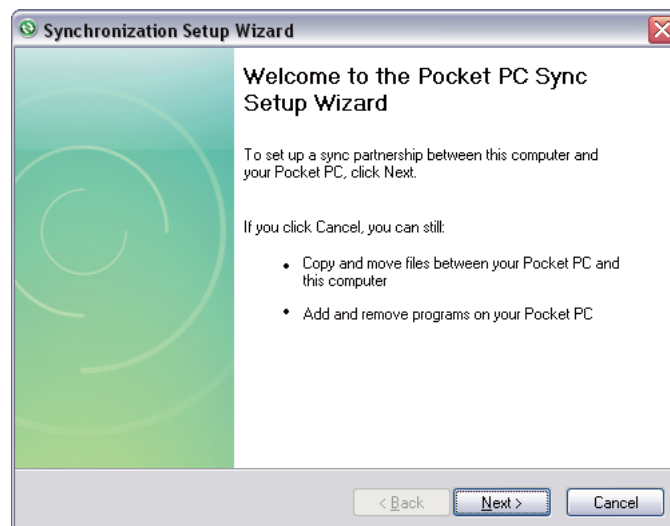 Synchronization Setup Wizard
Welcome to the Pocket PC Sync
Setup Wizard
To set up a sync partnership between this computer and
your Pocket PC, click Next.
If you click Cancel, you can still:
• Copy and move files between your Pocket PC and
this computer
• Add and remove programs on your Pocket PC
< Back Next > Cancel